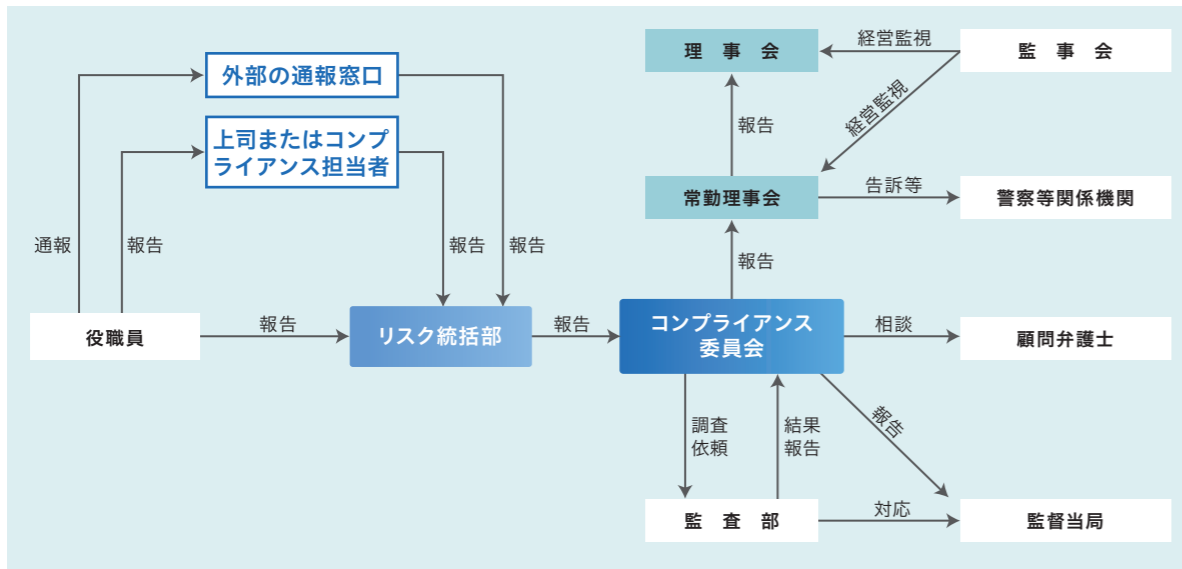 理 事 会
経営監視
監 事 会
外部の通報窓口
経営監視
報告
上司またはコンプ
ライアンス担当者
常勤理事会
告訴等
警察等関係機関
通報
報告
報告
報告
報告
役職員
報告
リスク統括部
報告
コンプライアンス
委員会
相談
顧問弁護士
調査
依頼
結果
報告
報告
監 査 部
対応
監督当局